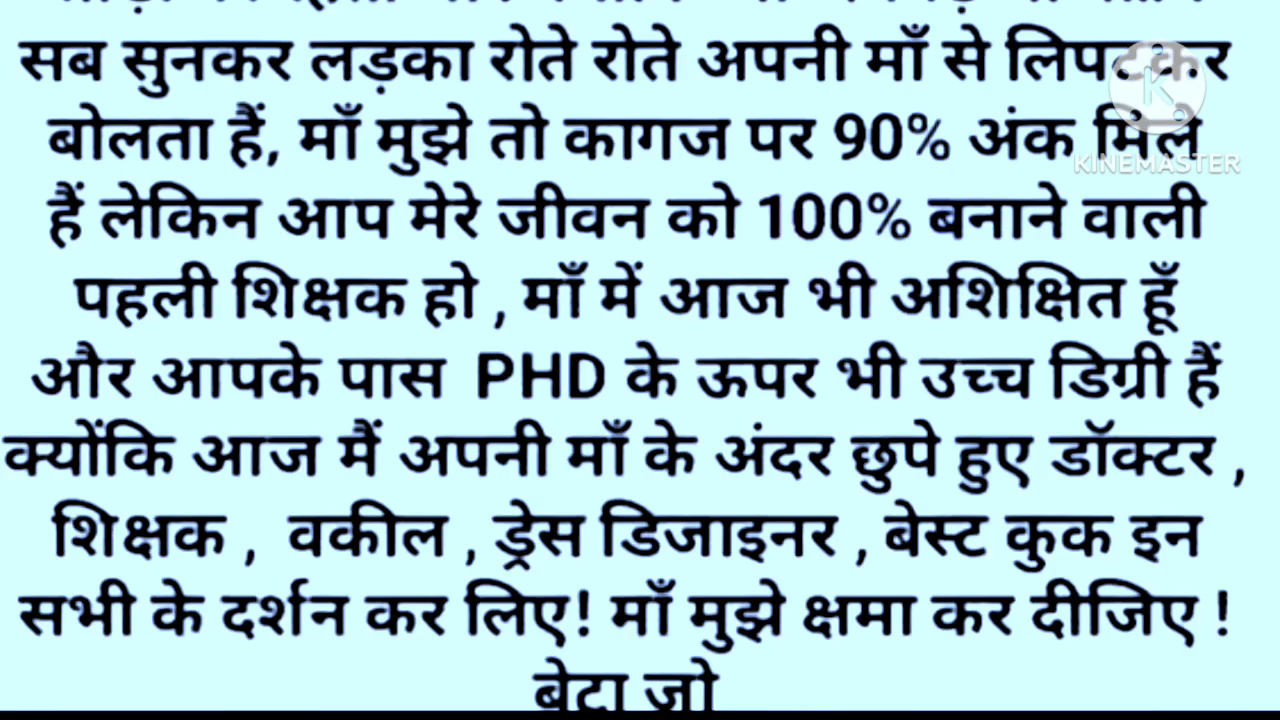 सब सुनकर लड़का रोते रोते अपनी माँ से लिपटकर
बोलता हैं, माँ मुझे तो कागज पर 90% अंक मिले
KINEMASTER
हैं लेकिन आप मेरे जीवन को 100% बनाने वाली
पहली शिक्षक हो , माँ में आज भी अशिक्षित हूँ
और आपके पास PHD के ऊपर भी उच्च डिग्री हैं
क्योंकि आज मैं अपनी माँ के अंदर छुपे हुए डॉक्टर ,
शिक्षक , वकील , ड्रेस डिजाइनर , बेस्ट कुक इन
सभी के दर्शन कर लिए! माँ मुझे क्षमा कर दीजिए !
बेटा जो